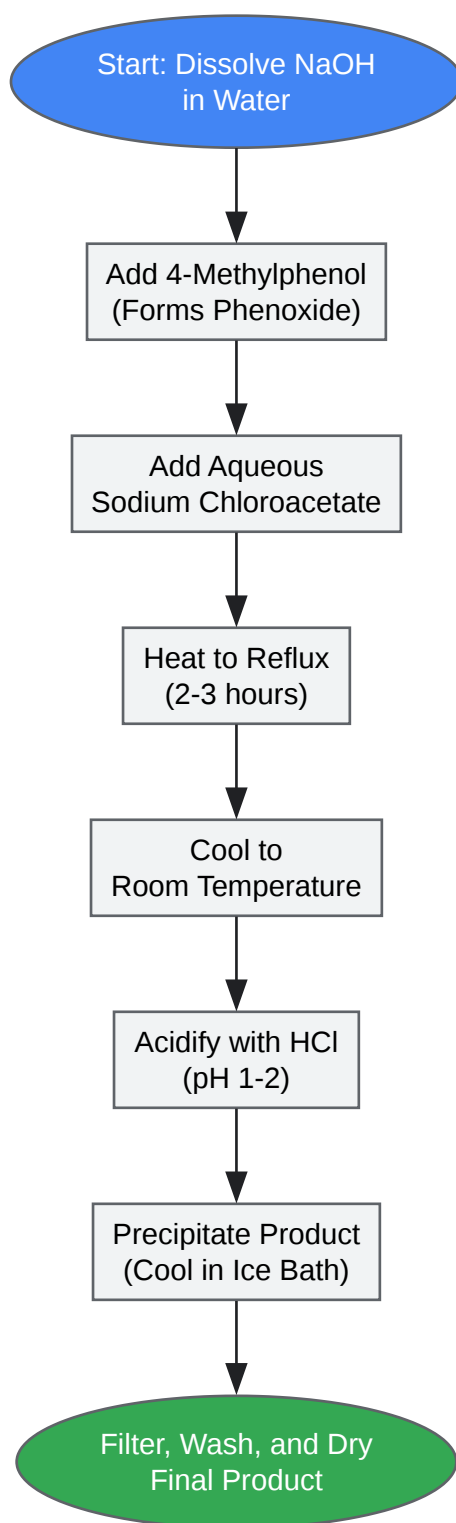 Start: Dissolve NaOH
in Water
Add 4-Methylphenol
(Forms Phenoxide)
Add Aqueous
Sodium Chloroacetate
Heat to Reflux
(2-3 hours)
Cool to
Room Temperature
Acidify with HCl
(pH 1-2)
Precipitate Product
(Cool in Ice Bath)
Filter, Wash, and Dry
Final Product